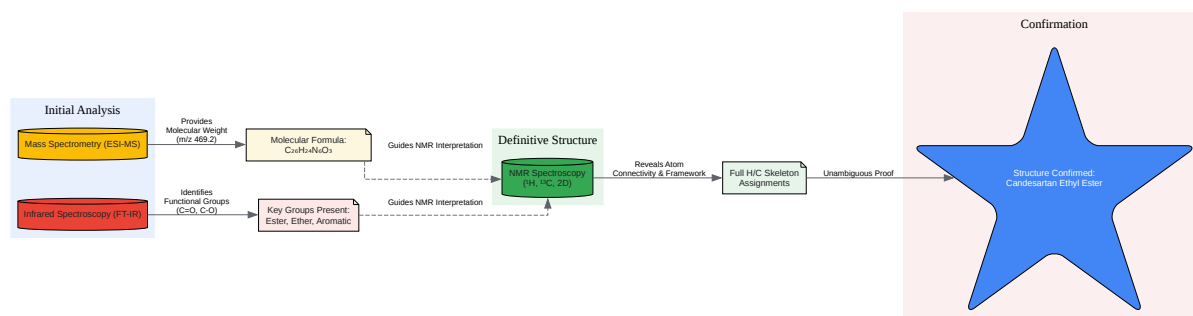 Initial Analysis
Mass Spectrometry (ESI-MS)
Infrared Spectroscopy (FT-IR)
Provides
Molecular Weight
(m/z 469.2)
Identifies
Functional Groups
(C=O, C-O)
Molecular Formula:
C₂₆H₂₄N₆O₃
Key Groups Present:
Ester, Ether, Aromatic
Guides NMR Interpretation
Guides NMR Interpretation
Definitive Structure
NMR Spectroscopy
(¹H, ¹³C, 2D)
Reveals Atom
Connectivity & Framework
Full H/C Skeleton
Assignments
Unambiguous Proof
Confirmation
Structure Confirmed:
Candesartan Ethyl Ester